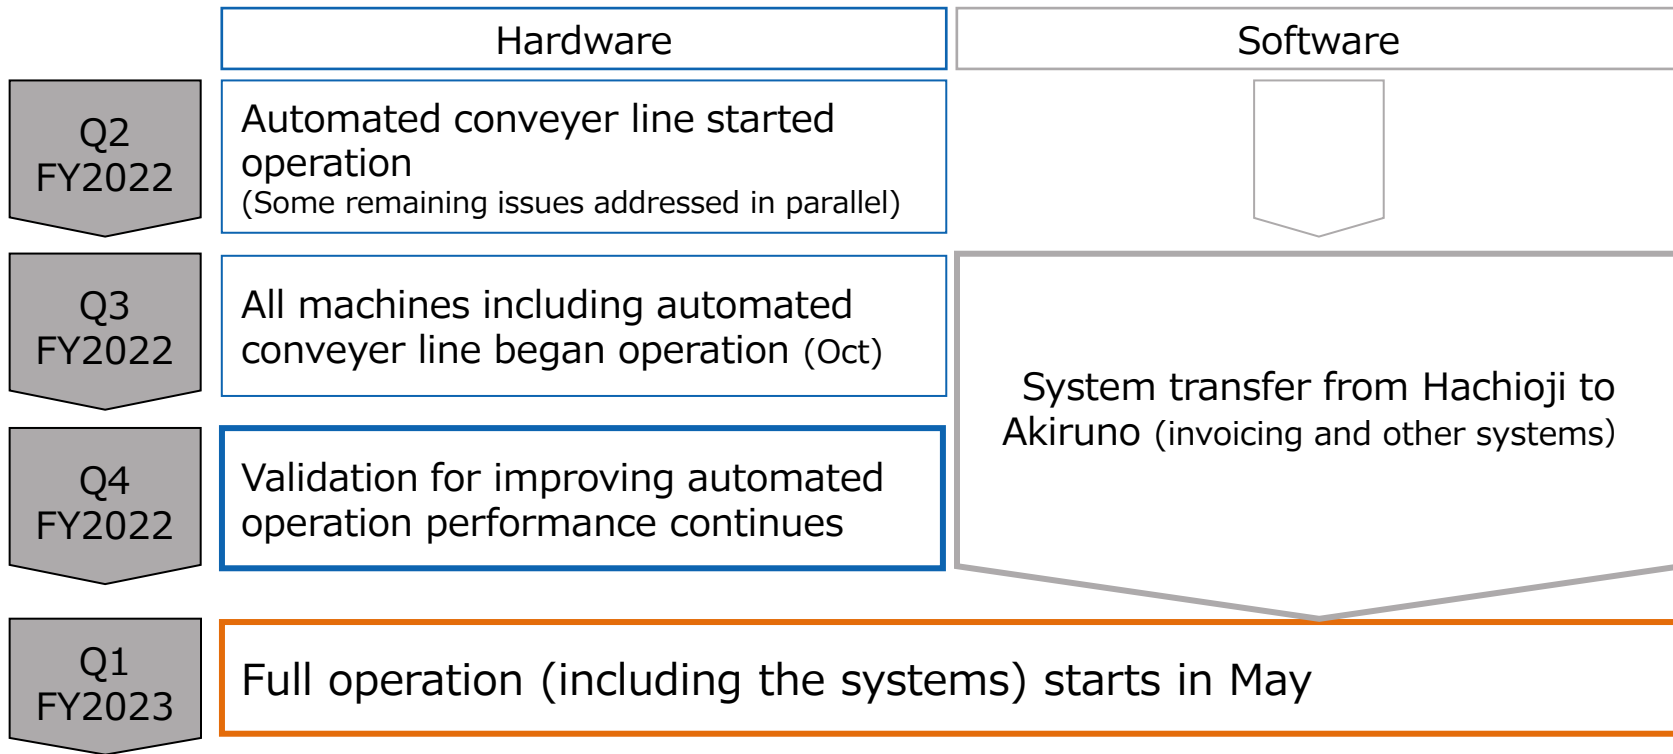 Hardware
Software
Q2
FY2022
Automated conveyer line started
operation
(Some remaining issues addressed in parallel)
Q3
FY2022
All machines including automated
conveyer line began operation (Oct)
System transfer from Hachioji to
Akiruno (invoicing and other systems)
Q4
FY2022
Validation for improving automated
operation performance continues
Q1
FY2023
Full operation (including the systems) starts in May